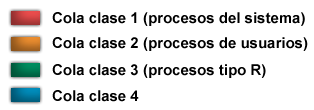 Cola clase 1 (procesos del sistema)
Cola clase 2 (procesos de usuarios)
Cola clase 3 (procesos tipo R)
Cola clase 4